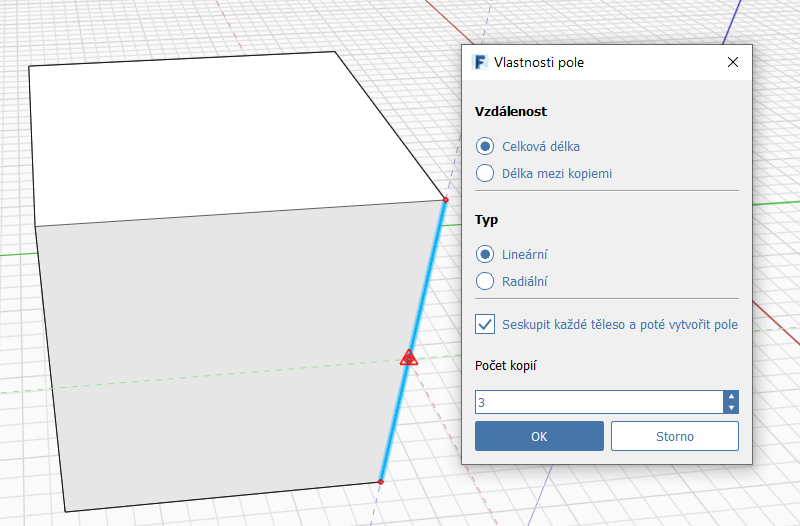 F Vlastnosti pole
Vzdálenost
Celková délka
Délka mezi kopiemi
Typ
Lineární
Radiální
Seskupit každé těleso a poté vytvořit pole
Počet kopií
3
OK Storno